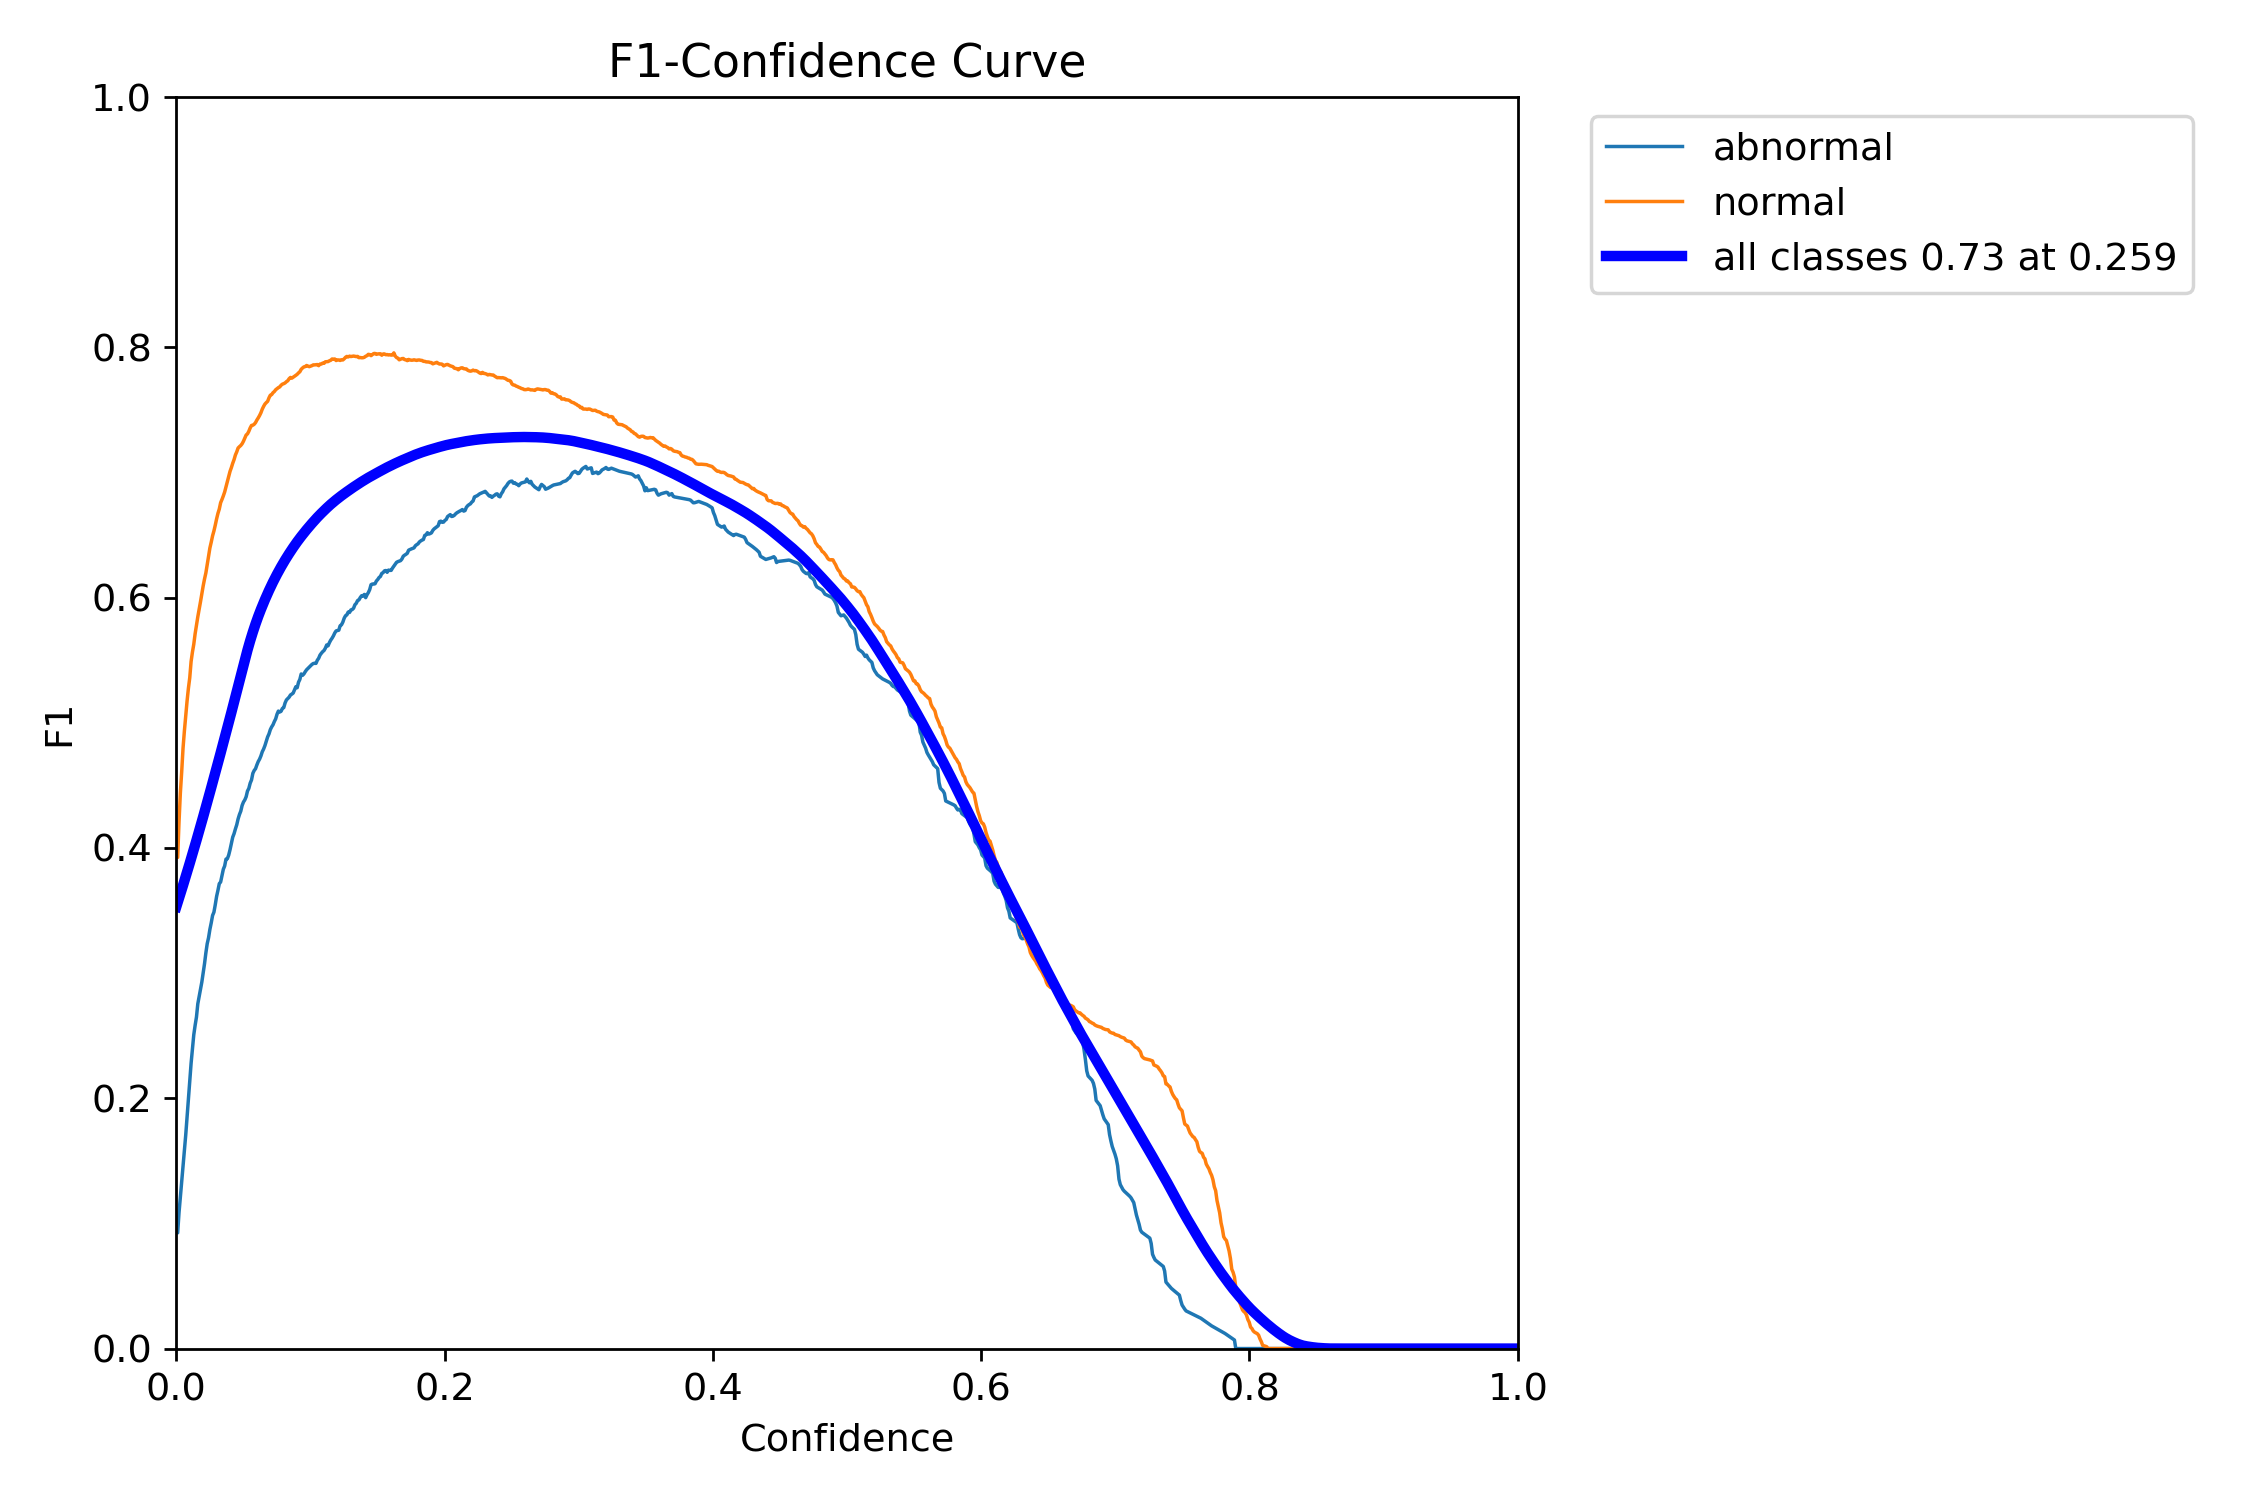 F1-Confidence Curve
1.0
0.8
0.6
0.4
0.2
0.0
F1
0.0 0.2 0.4 0.6 0.8 1.0
Confidence
abnormal
normal
all classes 0.73 at 0.259